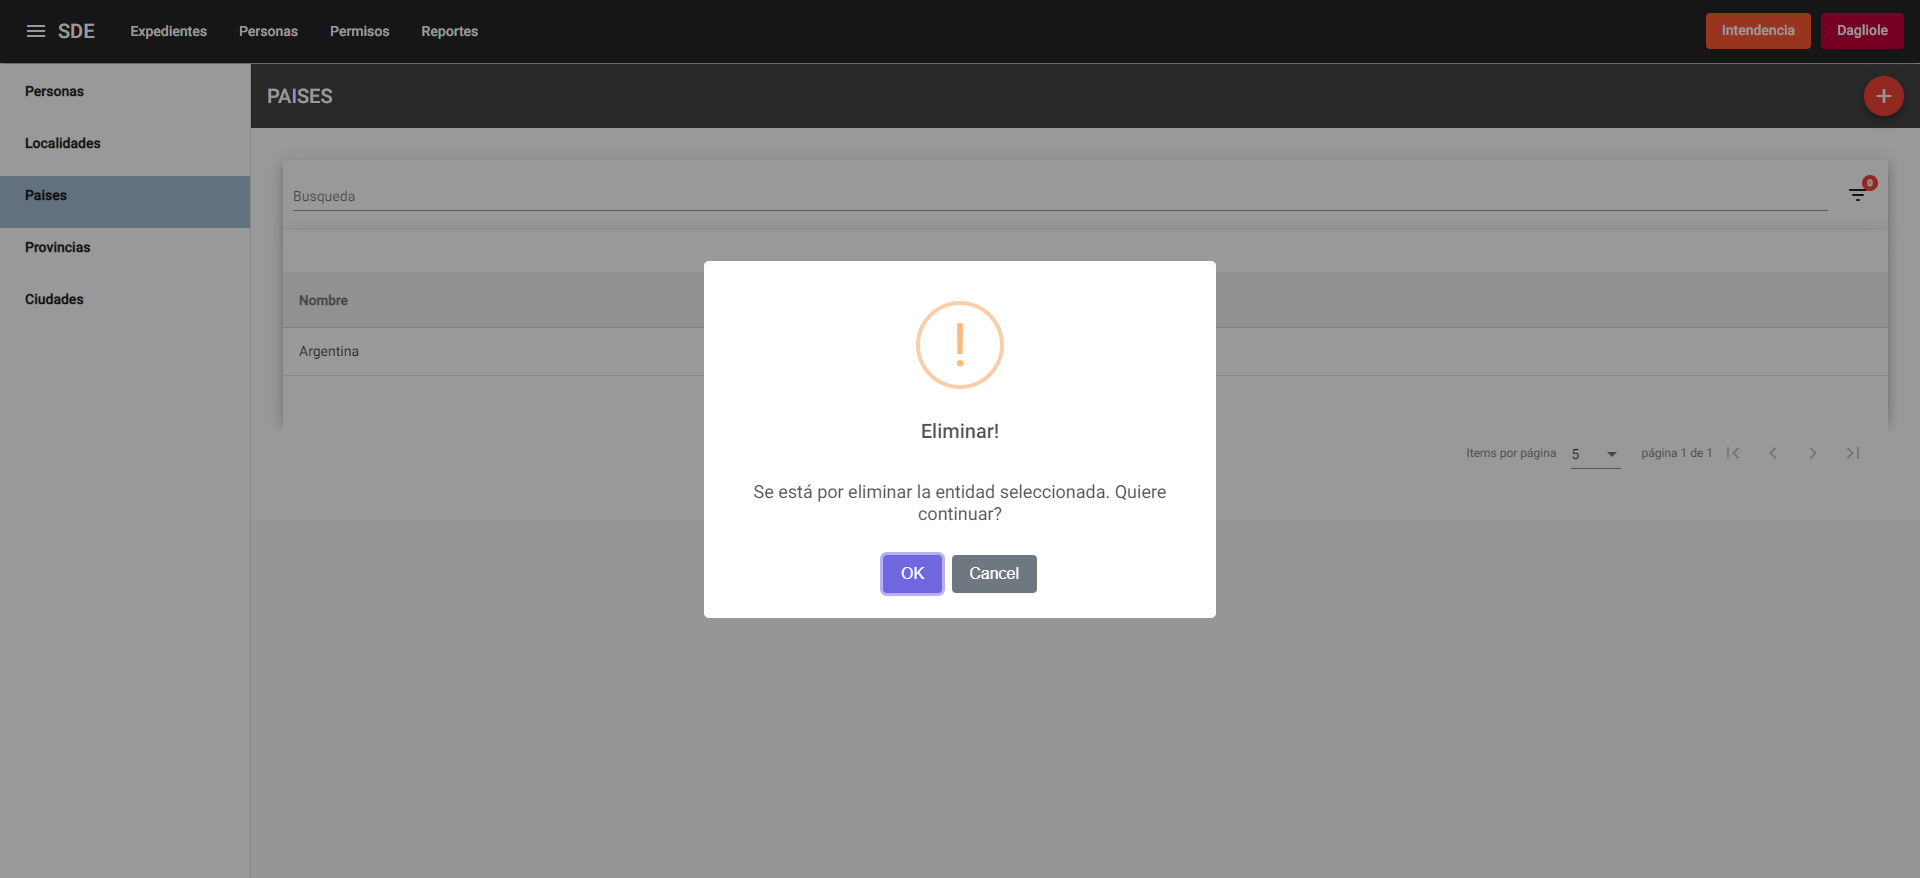 SDE Expedientes Personas Permisos Reportes Intendencia Dagliole
Personas
Localidades
Paises
Provincias
Ciudades
PAISES
Busqueda
0
Nombre
Argentina
Items por página 5 página 1 de 1
Eliminar!
Se está por eliminar la entidad seleccionada. Quiere
continuar?
OK Cancel